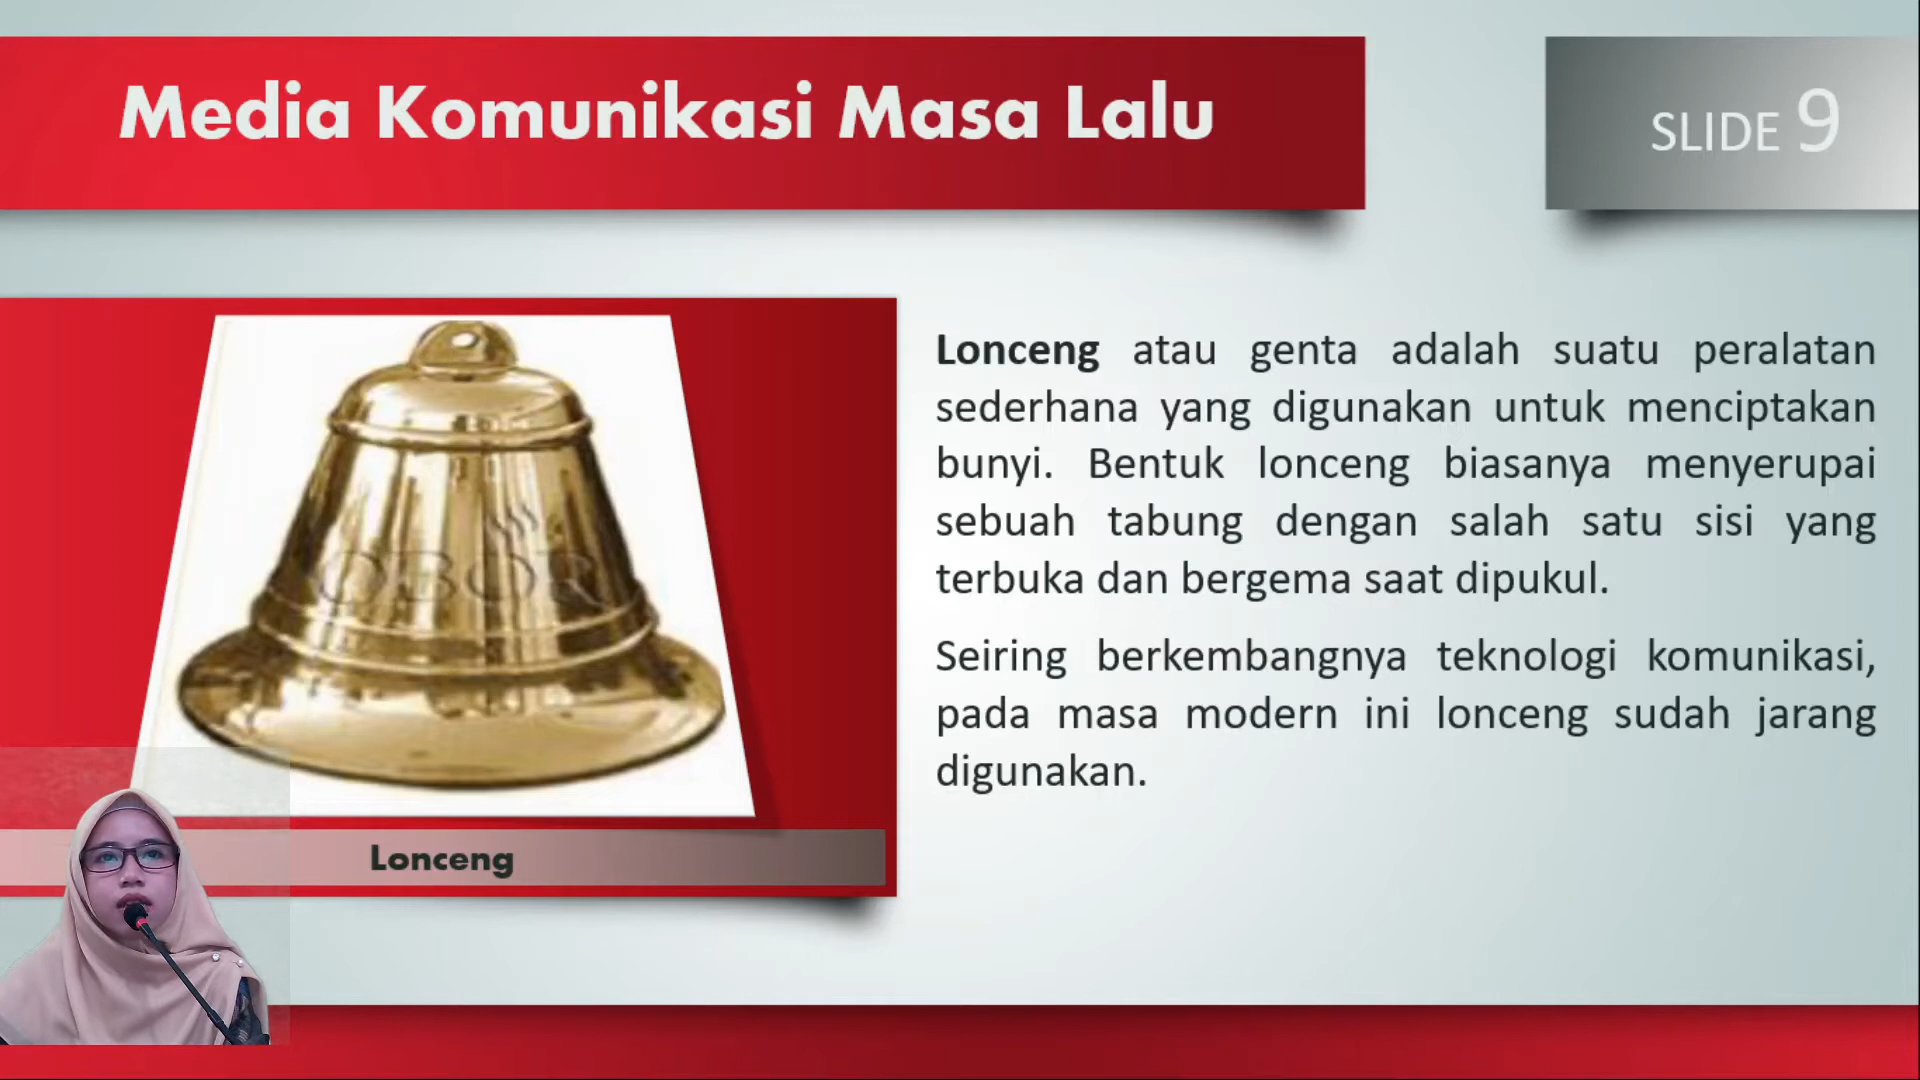 Media Komunikasi Masa Lalu
SLIDE 9
OBOR
Lonceng atau genta adalah suatu peralatan
sederhana yang digunakan untuk menciptakan
bunyi. Bentuk lonceng biasanya menyerupai
sebuah tabung dengan salah satu sisi yang
terbuka dan bergema saat dipukul.
Seiring berkembangnya teknologi komunikasi,
pada masa modern ini lonceng sudah jarang
digunakan.
Lonceng